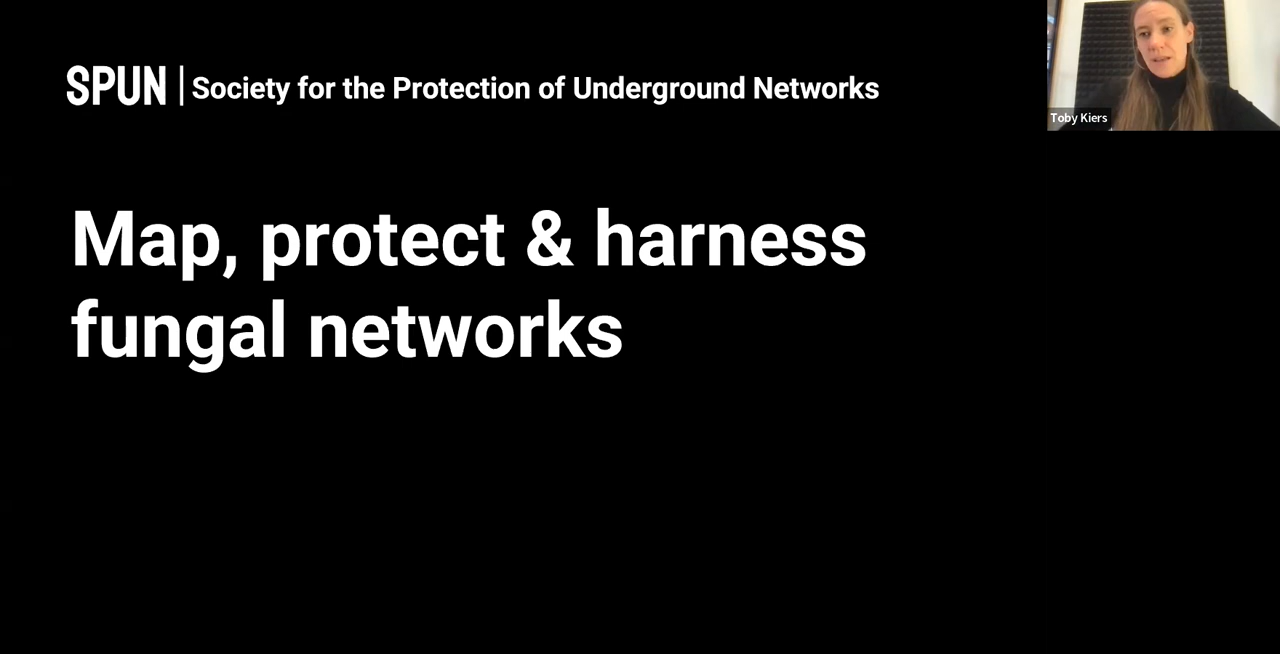 SPUN | Society for the Protection of Underground Networks
Toby Kiers
Map, protect & harness
fungal networks